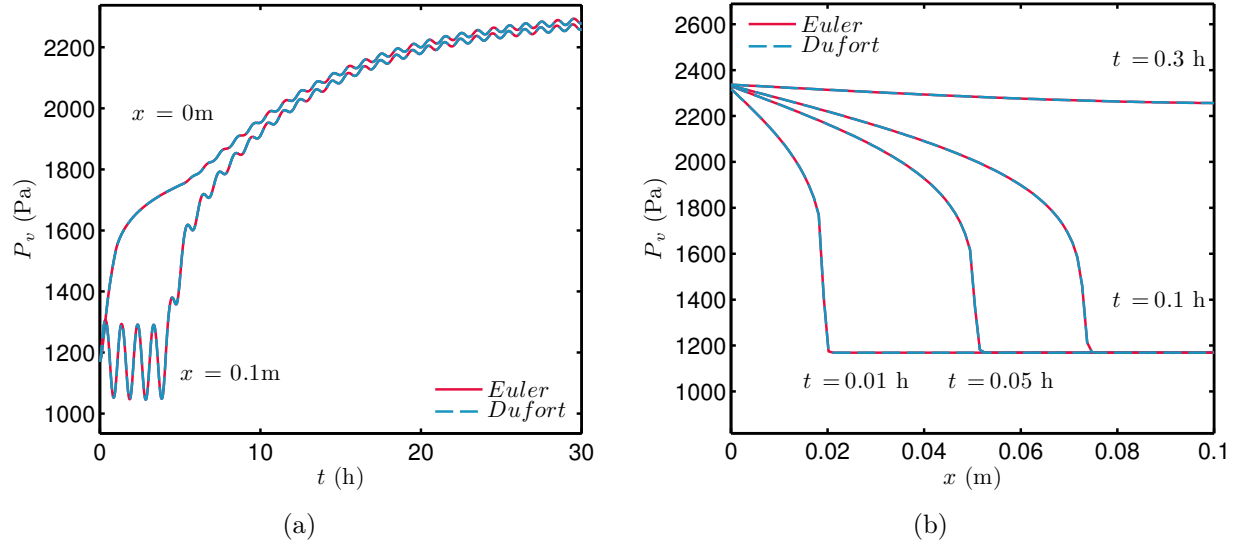 2200
2000
1800
1600
1400
1200
1000
P_v (Pa)
x = 0m
x = 0.1m
Euler
Dufort
0
10
20
30
t (h)
(a)
2600
2400
2200
2000
1800
1600
1400
1200
1000
P_v (Pa)
Euler
Dufort
t = 0.3 h
t = 0.1 h
t = 0.01 h
t = 0.05 h
0
0.02
0.04
0.06
0.08
0.1
x (m)
(b)